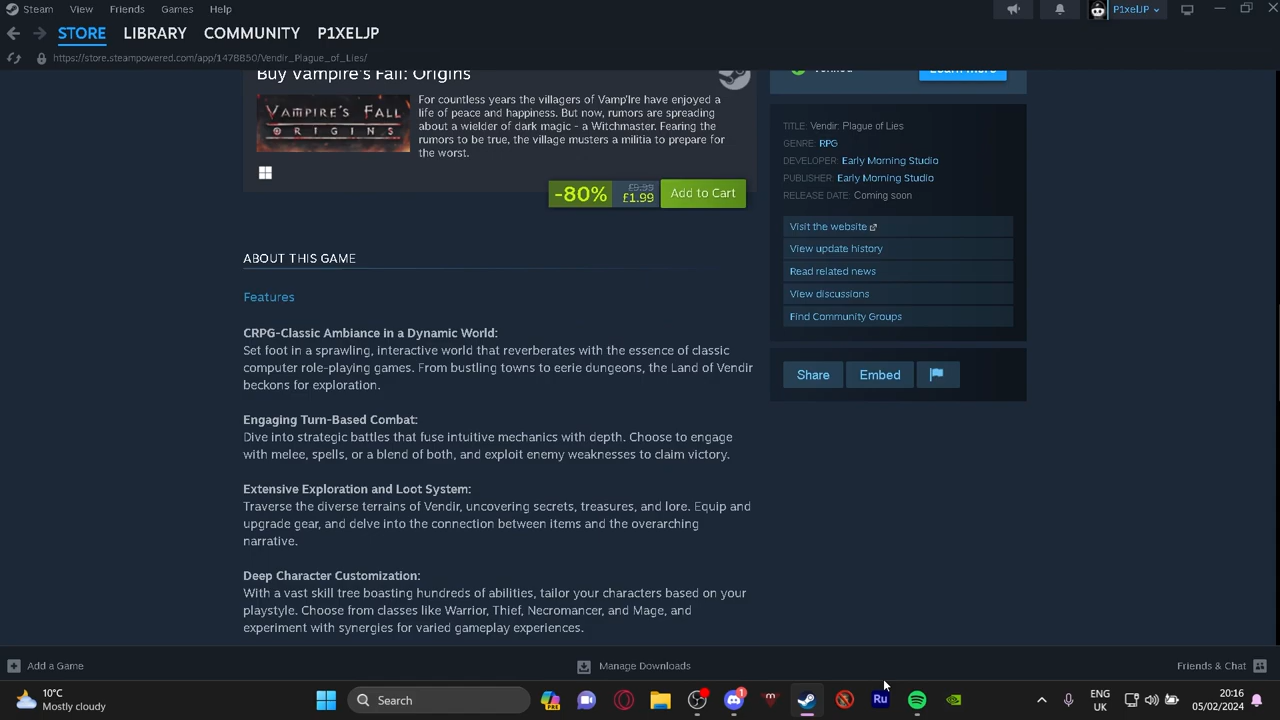 Steam View Friends Games Help
P1XELJP
STORE LIBRARY COMMUNITY P1XELJP
https://store.steampowered.com/app/1478850/Vendir_Plague_of_Lies/
Buy Vampire's Fall: Origins
VAMPIRE'S FALL
ORIGINS
For countless years the villagers of Vamp'Ire have enjoyed a
life of peace and happiness. But now, rumors are spreading
about a wielder of dark magic - a Witchmaster. Fearing the
rumors to be true, the village musters a militia to prepare for
the worst.
-80% £9.99 £1.99 Add to Cart
Verified Learn more
TITLE: Vendir: Plague of Lies
GENRE: RPG
DEVELOPER: Early Morning Studio
PUBLISHER: Early Morning Studio
RELEASE DATE: Coming soon
Visit the website
View update history
Read related news
View discussions
Find Community Groups
Share Embed
ABOUT THIS GAME
Features
CRPG-Classic Ambiance in a Dynamic World:
Set foot in a sprawling, interactive world that reverberates with the essence of classic
computer role-playing games. From bustling towns to eerie dungeons, the Land of Vendir
beckons for exploration.
Engaging Turn-Based Combat:
Dive into strategic battles that fuse intuitive mechanics with depth. Choose to engage
with melee, spells, or a blend of both, and exploit enemy weaknesses to claim victory.
Extensive Exploration and Loot System:
Traverse the diverse terrains of Vendir, uncovering secrets, treasures, and lore. Equip and
upgrade gear, and delve into the connection between items and the overarching
narrative.
Deep Character Customization:
With a vast skill tree boasting hundreds of abilities, tailor your characters based on your
playstyle. Choose from classes like Warrior, Thief, Necromancer, and Mage, and
experiment with synergies for varied gameplay experiences.
Add a Game Manage Downloads Friends & Chat
10°C
Mostly cloudy
Search
PRE
1
Ru
ENG
UK
20:16
05/02/2024